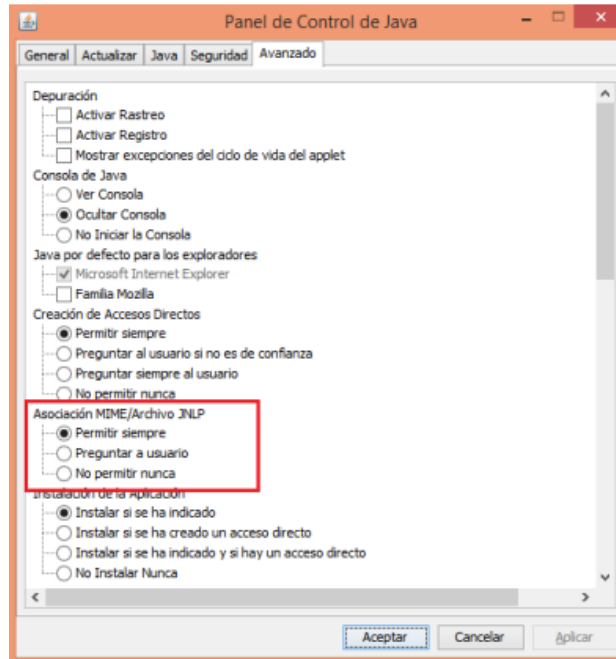 Panel de Control de Java
General Actualizar Java Seguridad Avanzado
Depuración
Activar Rastreo
Activar Registro
Mostrar excepciones del ciclo de vida del applet
Consola de Java
Ver Consola
Ocultar Consola
No Iniciar la Consola
Java por defecto para los exploradores
Microsoft Internet Explorer
Familia Mozilla
Creación de Accesos Directos
Permitir siempre
Preguntar al usuario si no es de confianza
Preguntar siempre al usuario
No permitir nunca
Asociación MIME/Archivo JNLP
Permitir siempre
Preguntar a usuario
No permitir nunca
Instalación de la Aplicación
Instalar si se ha indicado
Instalar si se ha creado un acceso directo
Instalar si se ha indicado y si hay un acceso directo
No Instalar Nunca
Aceptar Cancelar Aplicar